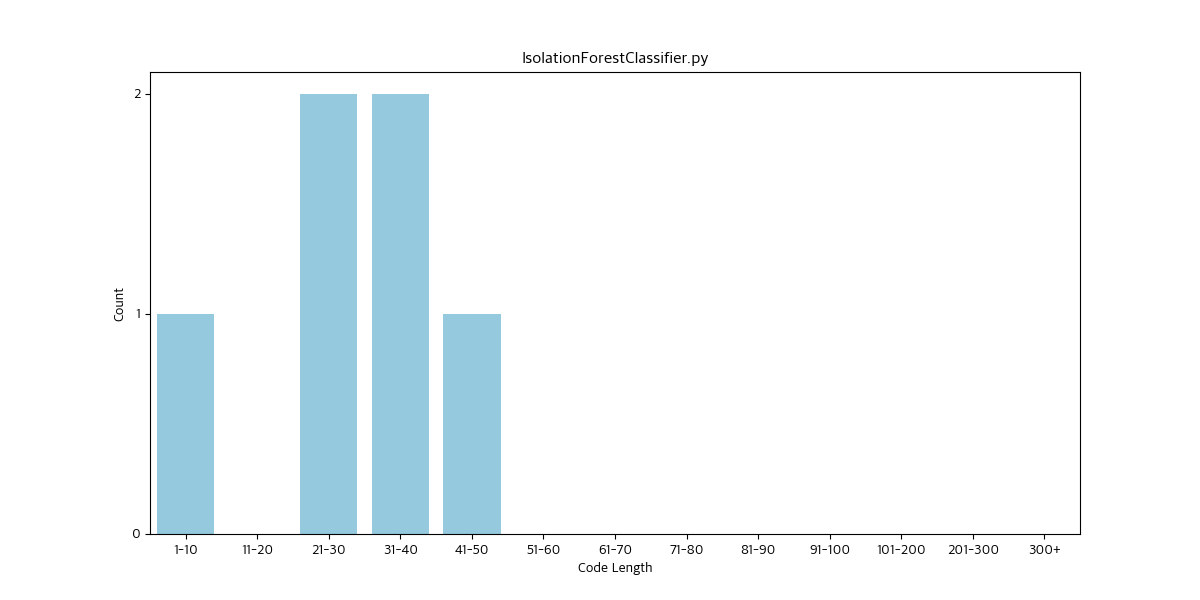 IsolationForestClassifier.py
2
1
0
Count
1-10 11-20 21-30 31-40 41-50 51-60 61-70 71-80 81-90 91-100 101-200 201-300 300+
Code Length